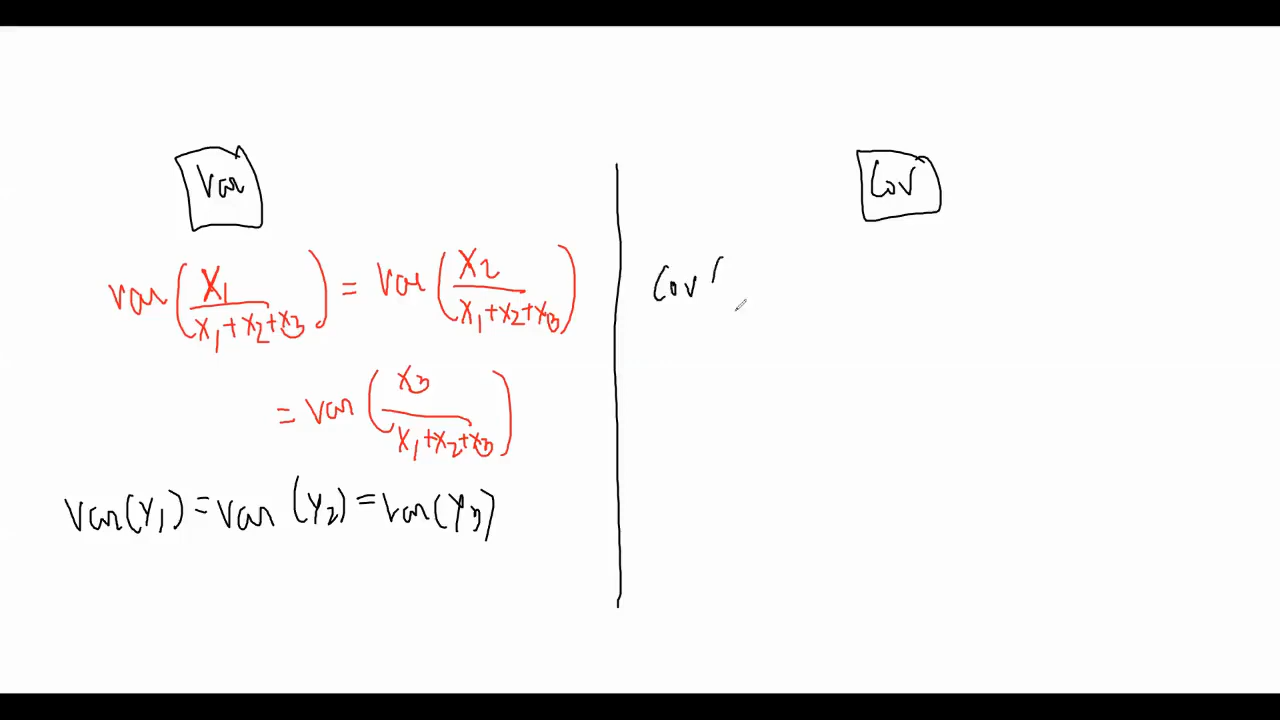 Var
var(X1/(X1+X2+X3)) = Var(X2/(X1+X2+X3))
= Var(X3/(X1+X2+X3))
Var(Y1) = Var (Y2) = Var(Y3)
Cov
Cov (